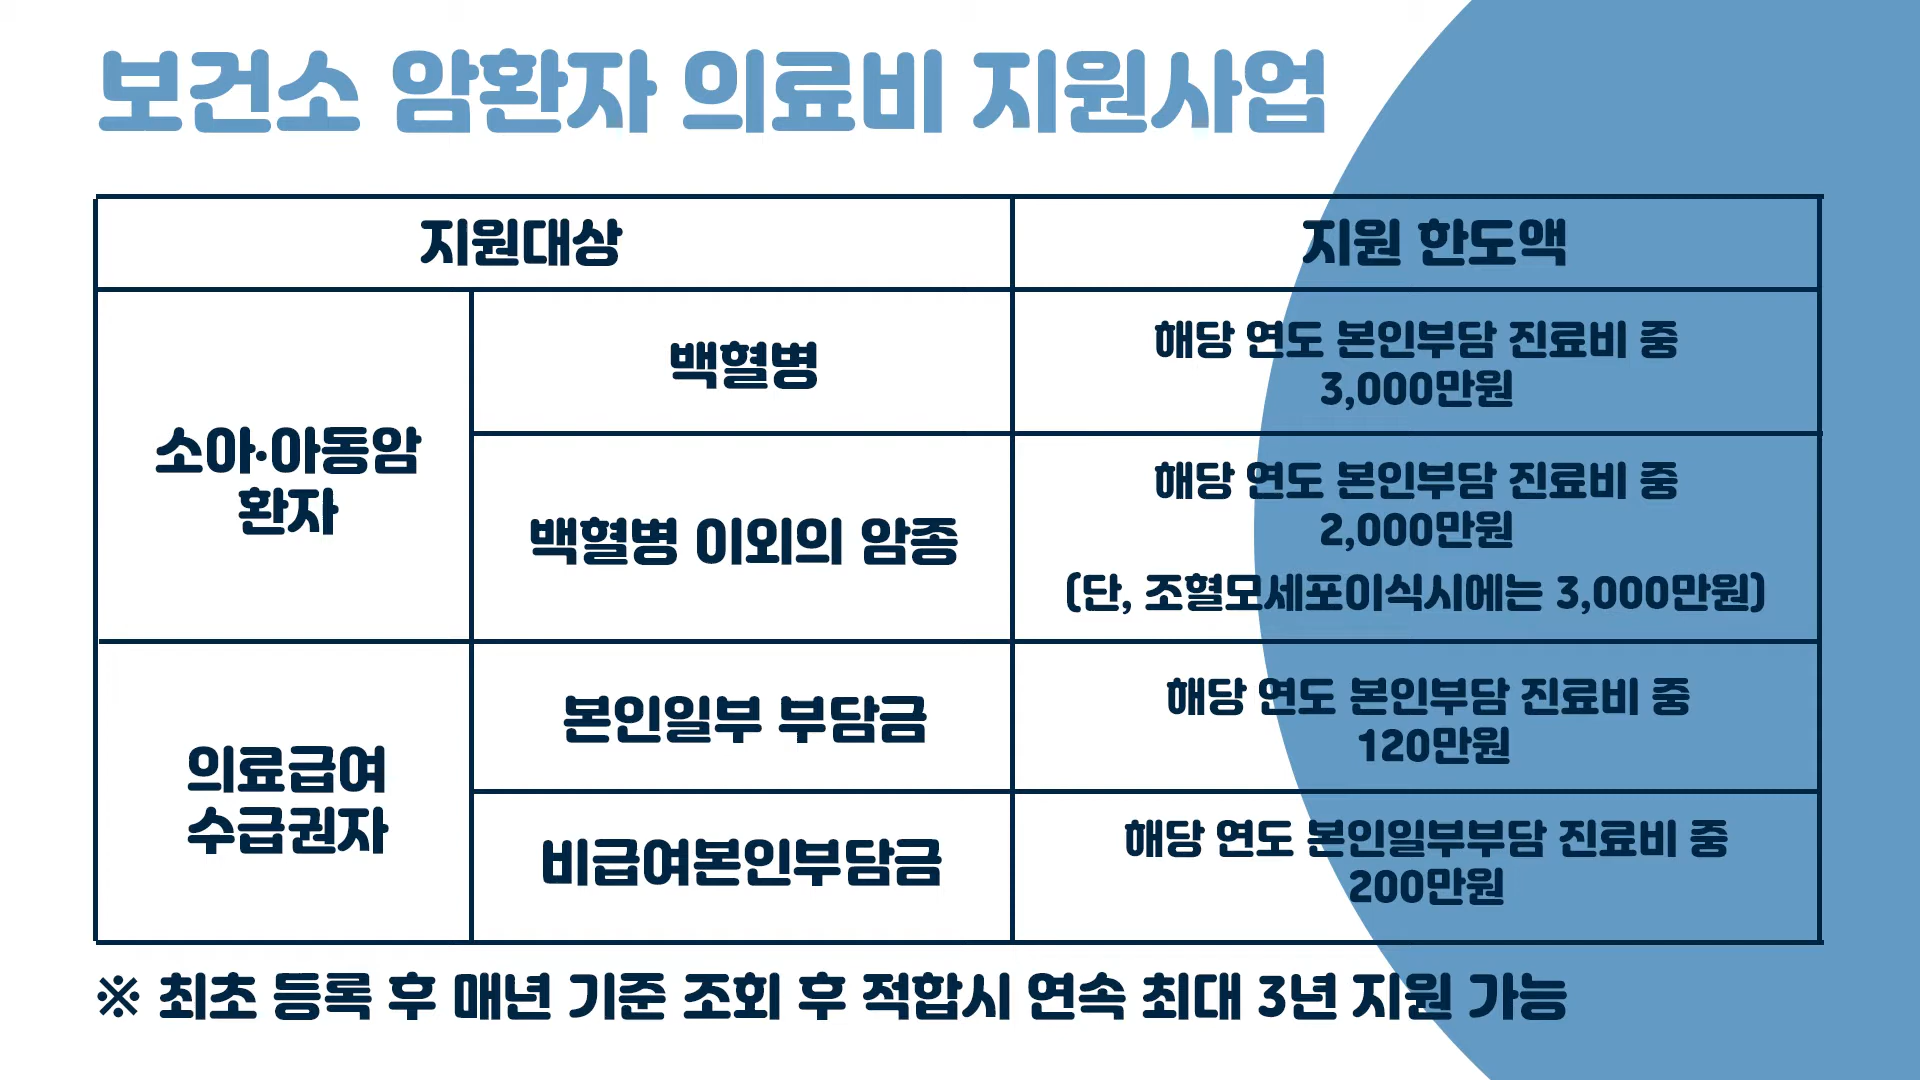 보건소 암환자 의료비 지원사업
지원대상
지원 한도액
소아·아동암
환자
백혈병
해당 연도 본인부담 진료비 중
3,000만원
백혈병 이외의 암종
해당 연도 본인부담 진료비 중
2,000만원
(단, 조혈모세포이식시에는 3,000만원)
의료급여
수급권자
본인일부 부담금
해당 연도 본인부담 진료비 중
120만원
비급여본인부담금
해당 연도 본인일부부담 진료비 중
200만원
※ 최초 등록 후 매년 기준 조회 후 적합시 연속 최대 3년 지원 가능